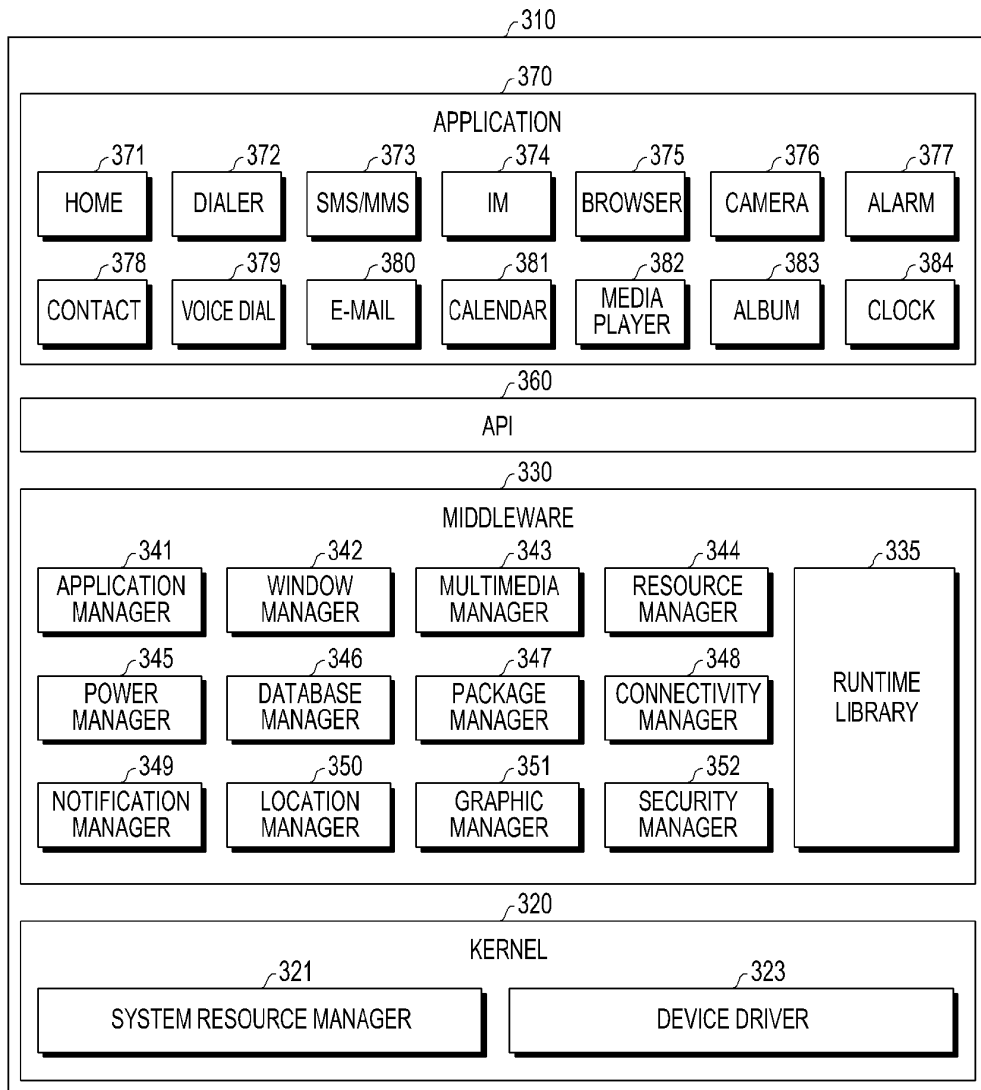 310
370
APPLICATION
371 372 373 374 375 376 377
HOME DIALER SMS/MMS IM BROWSER CAMERA ALARM
378 379 380 381 382 383 384
CONTACT VOICE DIAL E-MAIL CALENDAR MEDIA PLAYER ALBUM CLOCK
360
API
330
MIDDLEWARE
341 342 343 344 335
APPLICATION MANAGER WINDOW MANAGER MULTIMEDIA MANAGER RESOURCE MANAGER
345 346 347 348
POWER MANAGER DATABASE MANAGER PACKAGE MANAGER CONNECTIVITY MANAGER RUNTIME LIBRARY
349 350 351 352
NOTIFICATION MANAGER LOCATION MANAGER GRAPHIC MANAGER SECURITY MANAGER
320
KERNEL
321 323
SYSTEM RESOURCE MANAGER DEVICE DRIVER